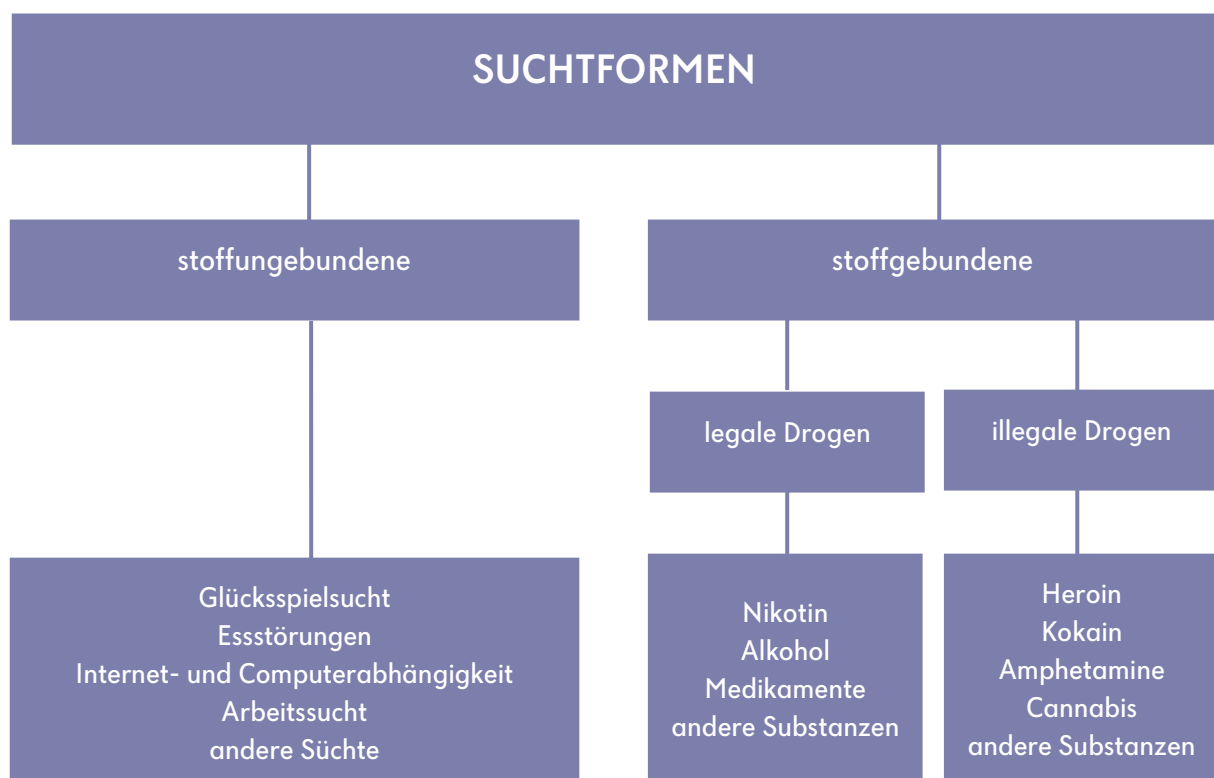 SUCHTFORMEN
stoffungebundene
stoffgebundene
legale Drogen
illegale Drogen
Glücksspielsucht
Essstörungen
Internet- und Computerabhängigkeit
Arbeitssucht
andere Süchte
Nikotin
Alkohol
Medikamente
andere Substanzen
Heroin
Kokain
Amphetamine
Cannabis
andere Substanzen